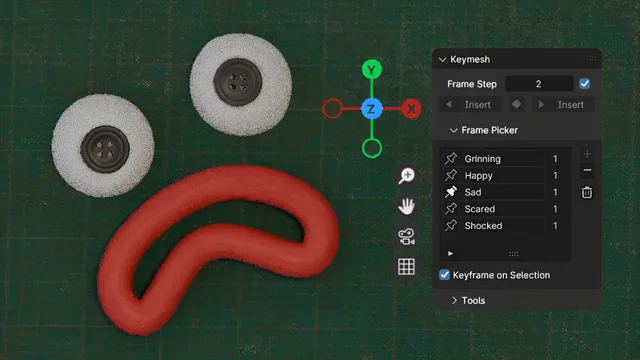 Keymesh
Frame Step 2
Insert Insert
Frame Picker
Grinning 1
Happy 1
Sad 1
Scared 1
Shocked 1
Keyframe on Selection
Tools
Y
Z X